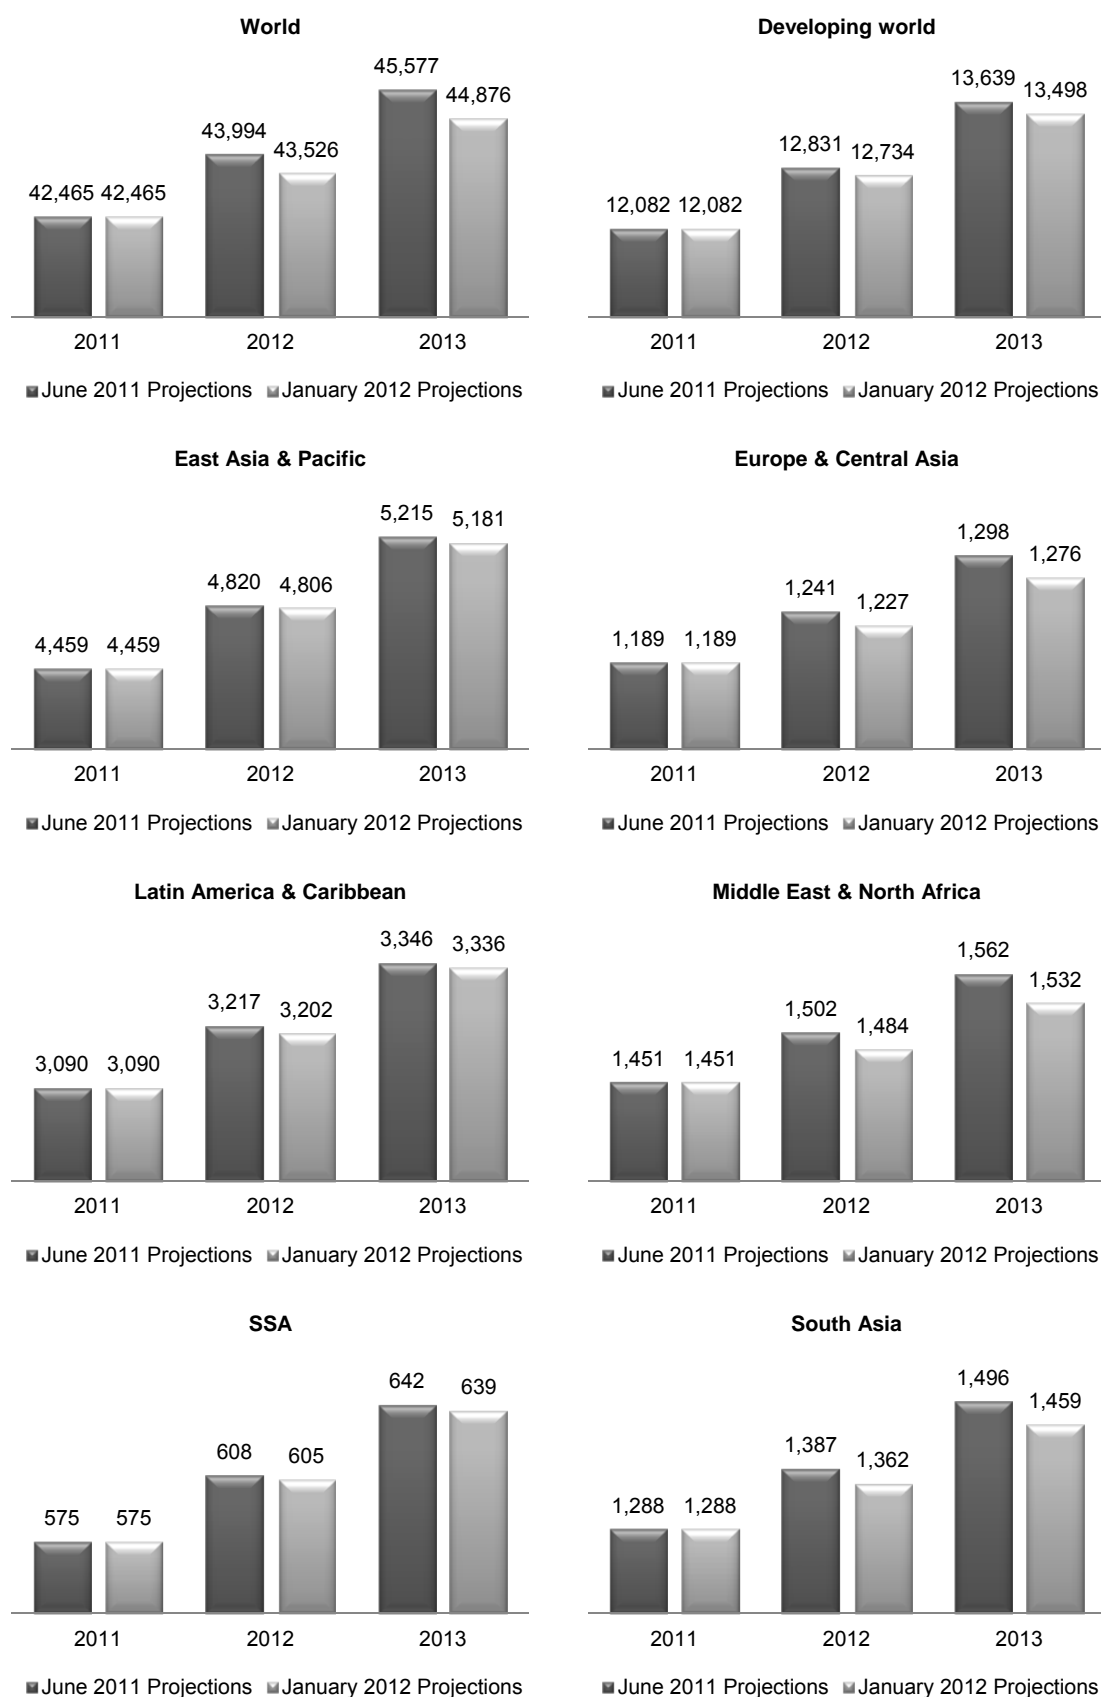 World
45,577
44,876
43,994
43,526
42,465 42,465
2011 2012 2013
June 2011 Projections January 2012 Projections
Developing world
13,639
13,498
12,831
12,734
12,082 12,082
2011 2012 2013
June 2011 Projections January 2012 Projections
East Asia & Pacific
5,215 5,181
4,820 4,806
4,459 4,459
2011 2012 2013
June 2011 Projections January 2012 Projections
Europe & Central Asia
1,298
1,276
1,241
1,227
1,189 1,189
2011 2012 2013
June 2011 Projections January 2012 Projections
Latin America & Caribbean
3,346 3,336
3,217 3,202
3,090 3,090
2011 2012 2013
June 2011 Projections January 2012 Projections
Middle East & North Africa
1,562
1,532
1,502
1,484
1,451 1,451
2011 2012 2013
June 2011 Projections January 2012 Projections
SSA
642 639
608 605
575 575
2011 2012 2013
June 2011 Projections January 2012 Projections
South Asia
1,496
1,459
1,387
1,362
1,288 1,288
2011 2012 2013
June 2011 Projections January 2012 Projections